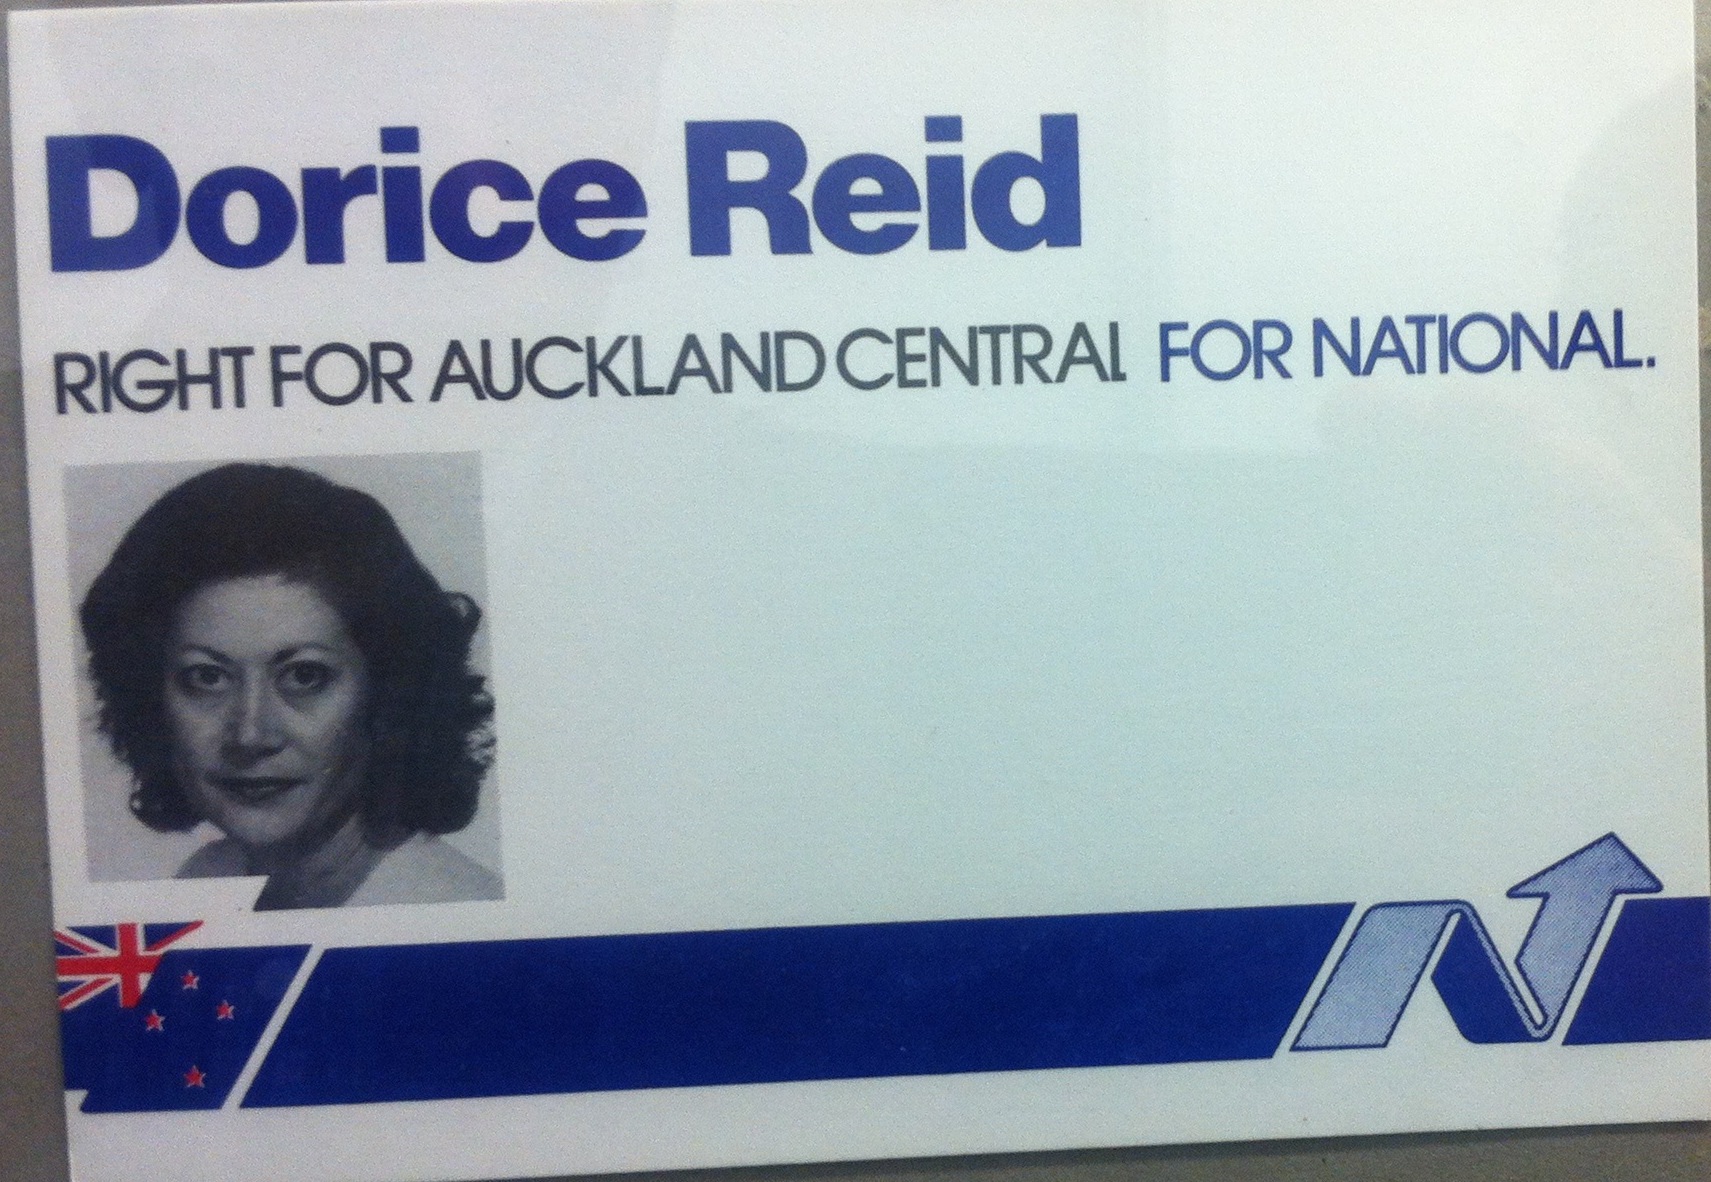 Dorice Reid
RIGHT FOR AUCKLAND CENTRAL FOR NATIONAL.
N